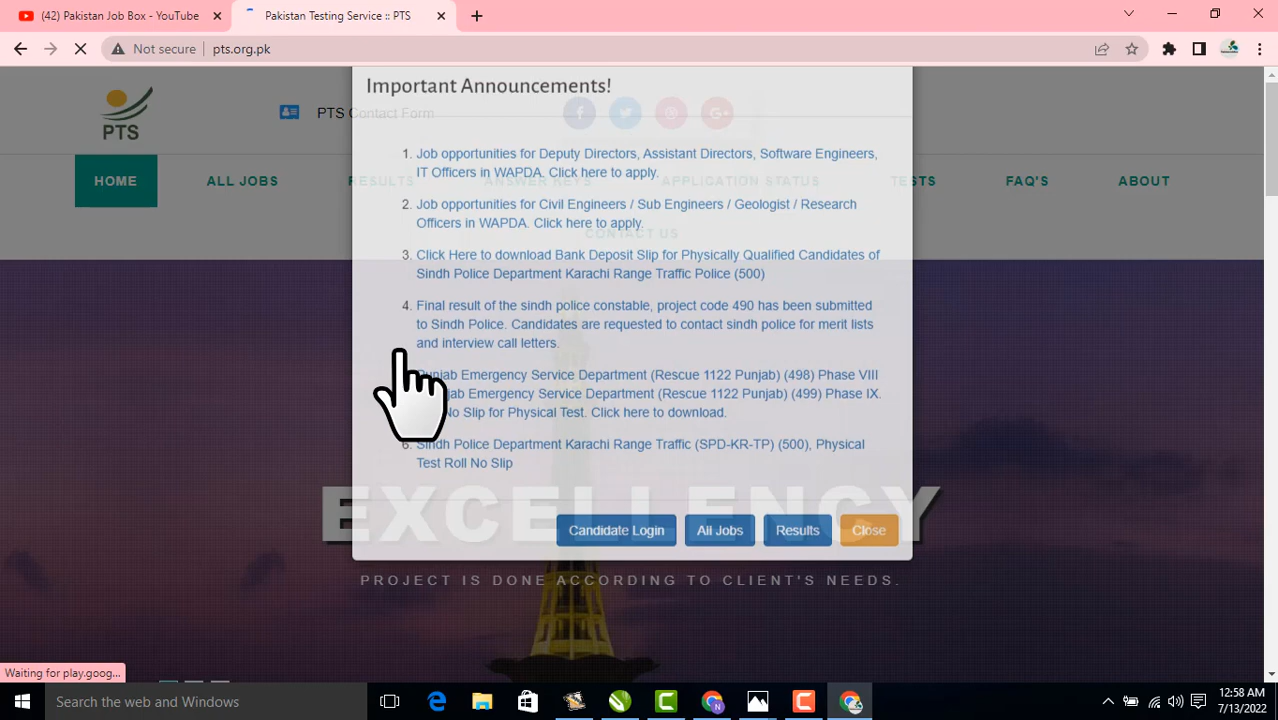 (42) Pakistan Job Box - YouTube
Pakistan Testing Service :: PTS
Not secure
pts.org.pk
Important Announcements!
PTS
PTS Contact Form
HOME
ALL JOBS
RESULTS
ANSWER KEYS
APPLICATION STATUS
TESTS
FAQ'S
ABOUT
CONTACT US
1. Job opportunities for Deputy Directors, Assistant Directors, Software Engineers,
IT Officers in WAPDA. Click here to apply.
2. Job opportunities for Civil Engineers / Sub Engineers / Geologist / Research
Officers in WAPDA. Click here to apply.
3. Click Here to download Bank Deposit Slip for Physically Qualified Candidates of
Sindh Police Department Karachi Range Traffic Police (500)
4. Final result of the sindh police constable, project code 490 has been submitted
to Sindh Police. Candidates are requested to contact sindh police for merit lists
and interview call letters.
Punjab Emergency Service Department (Rescue 1122 Punjab) (498) Phase VIII
Emergency Service Department (Rescue 1122 Punjab) (499) Phase IX.
No Slip for Physical Test. Click here to download.
6. Sindh Police Department Karachi Range Traffic (SPD-KR-TP) (500), Physical
Test Roll No Slip
EXCELLENCY
Candidate Login
All Jobs
Results
Close
PROJECT IS DONE ACCORDING TO CLIENT'S NEEDS.
Waiting for play.goog...
Search the web and Windows
12:58 AM
7/13/2022